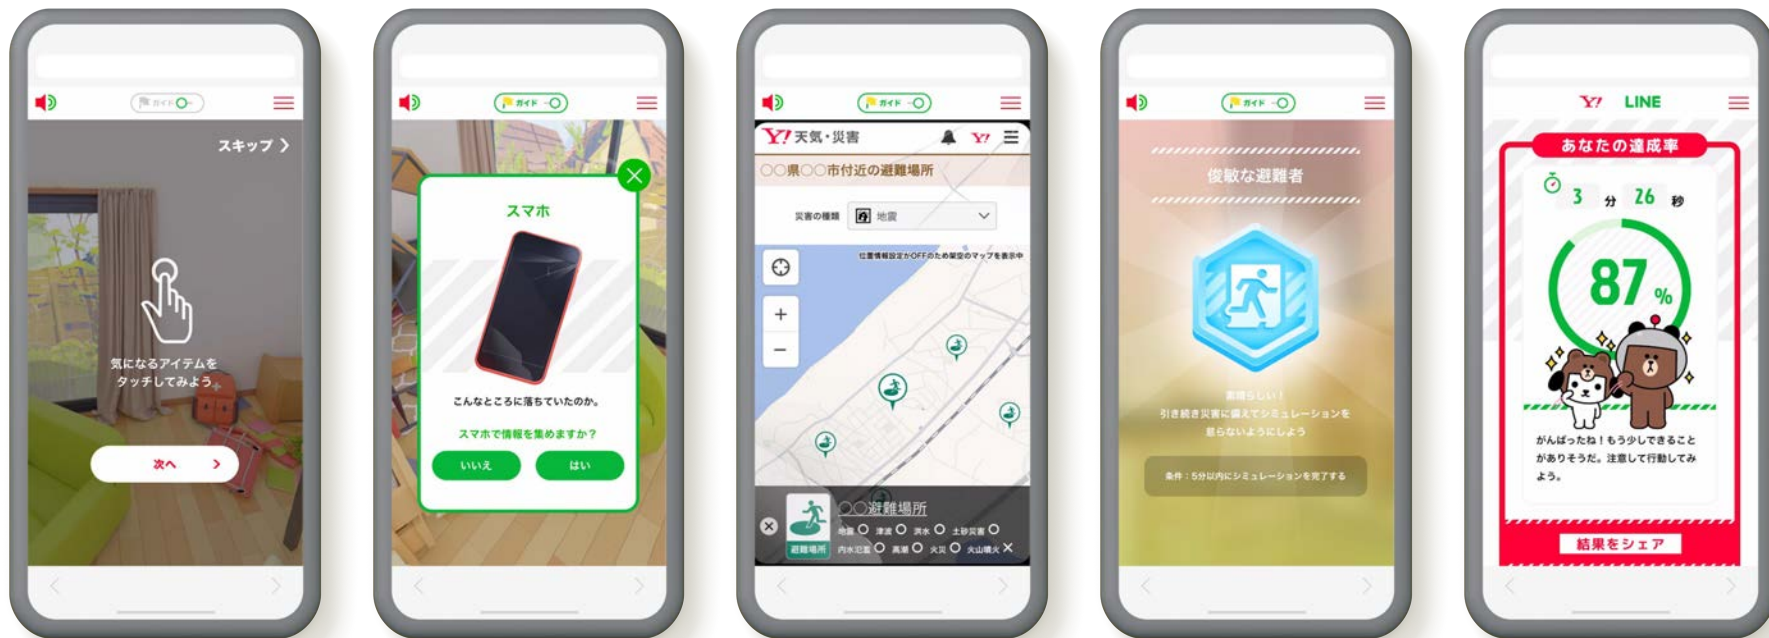 ガイド
スキップ
気になるアイテムを
タッチしてみよう。
次へ
ガイド
スマホ
こんなところに落ちていたのか。
スマホで情報を集めますか？
いいえ
はい
ガイド
Y! 天気・災害
Y!
○○県○○市付近の避難場所
災害の種類
地震
位置情報設定がOFFのため架空のマップを表示中
+
−
○○避難場所
避難場所
地震 ○ 津波 ○ 洪水 ○ 土砂災害 ○
内水氾濫 ○ 高潮 ○ 火災 ○ 火山噴火 ×
ガイド
俊敏な避難者
素晴らしい！
引き続き災害に備えてシミュレーションを
怠らないようにしよう
条件：5分以内にシミュレーションを完了する
Y! LINE
あなたの達成率
3 分 26 秒
87 %
がんばったね！もう少しできること
がありそうだ。注意して行動してみ
よう。
結果をシェア